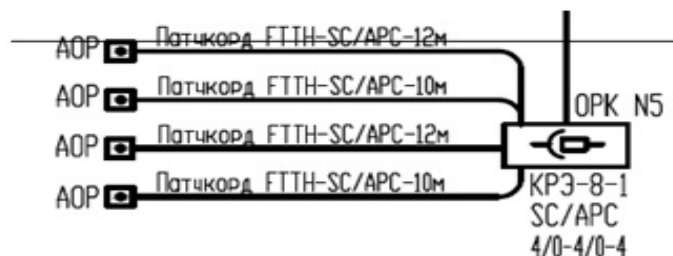 АОР Патчкорд FTTH-SC/APC-12м
АОР Патчкорд FTTH-SC/APC-10м
ОРК N5
АОР Патчкорд FTTH-SC/APC-12м
АОР Патчкорд FTTH-SC/APC-10м
КРЭ-8-1
SC/APC
4/0-4/0-4